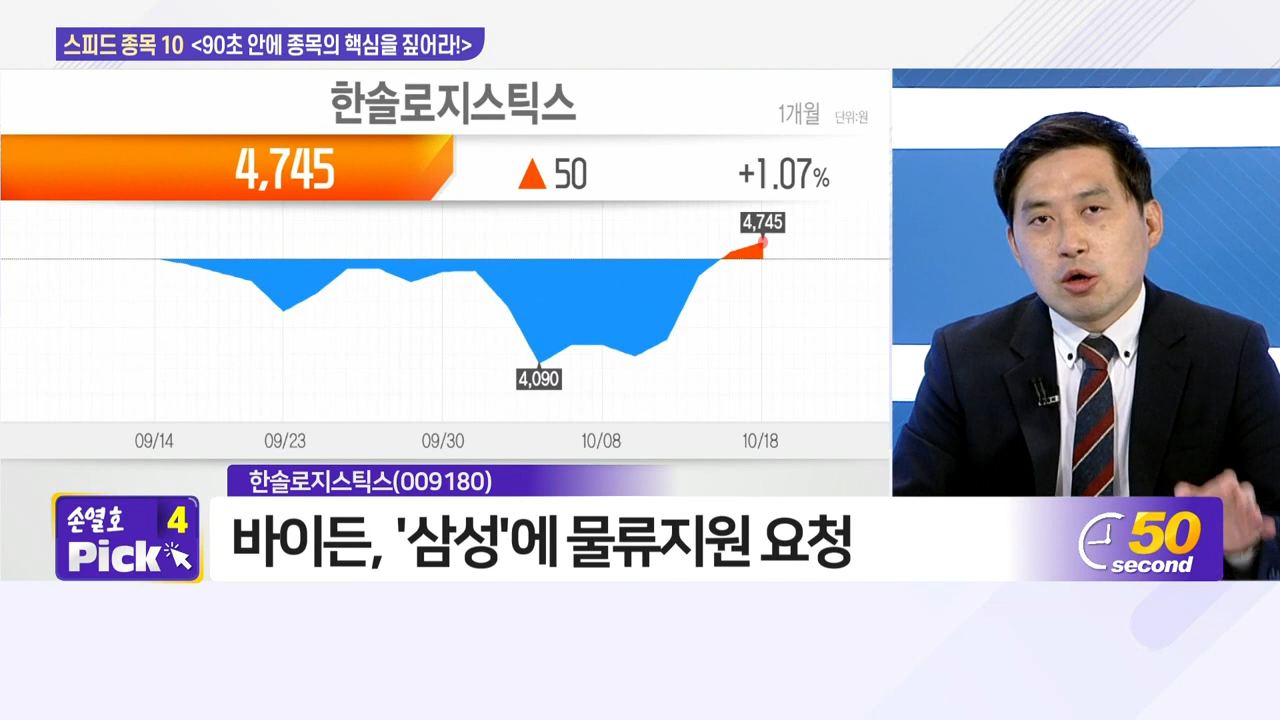 스피드 종목 10 <90초 안에 종목의 핵심을 짚어라!>
한솔로지스틱스
1개월 단위:원
4,745 ▲50 +1.07%
4,745
4,090
09/14 09/23 09/30 10/08 10/18
한솔로지스틱스(009180)
손열호 4
Pick
바이든, '삼성'에 물류지원 요청
50
second